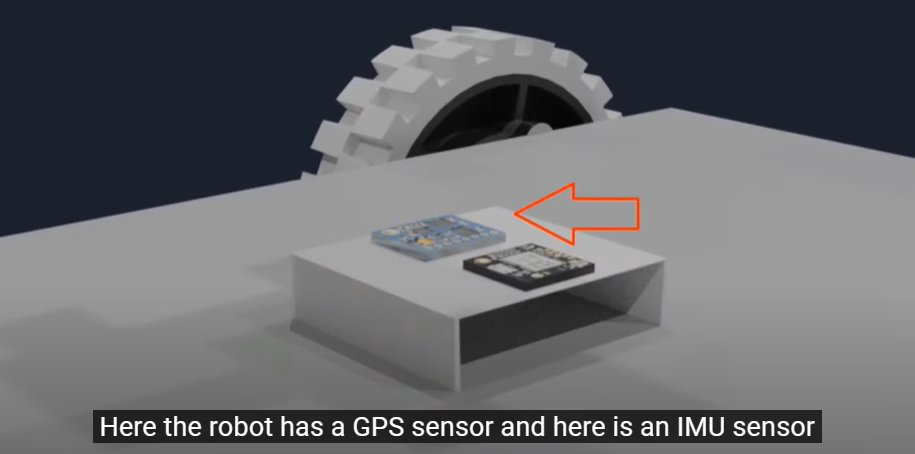 Here the robot has a GPS sensor and here is an IMU sensor